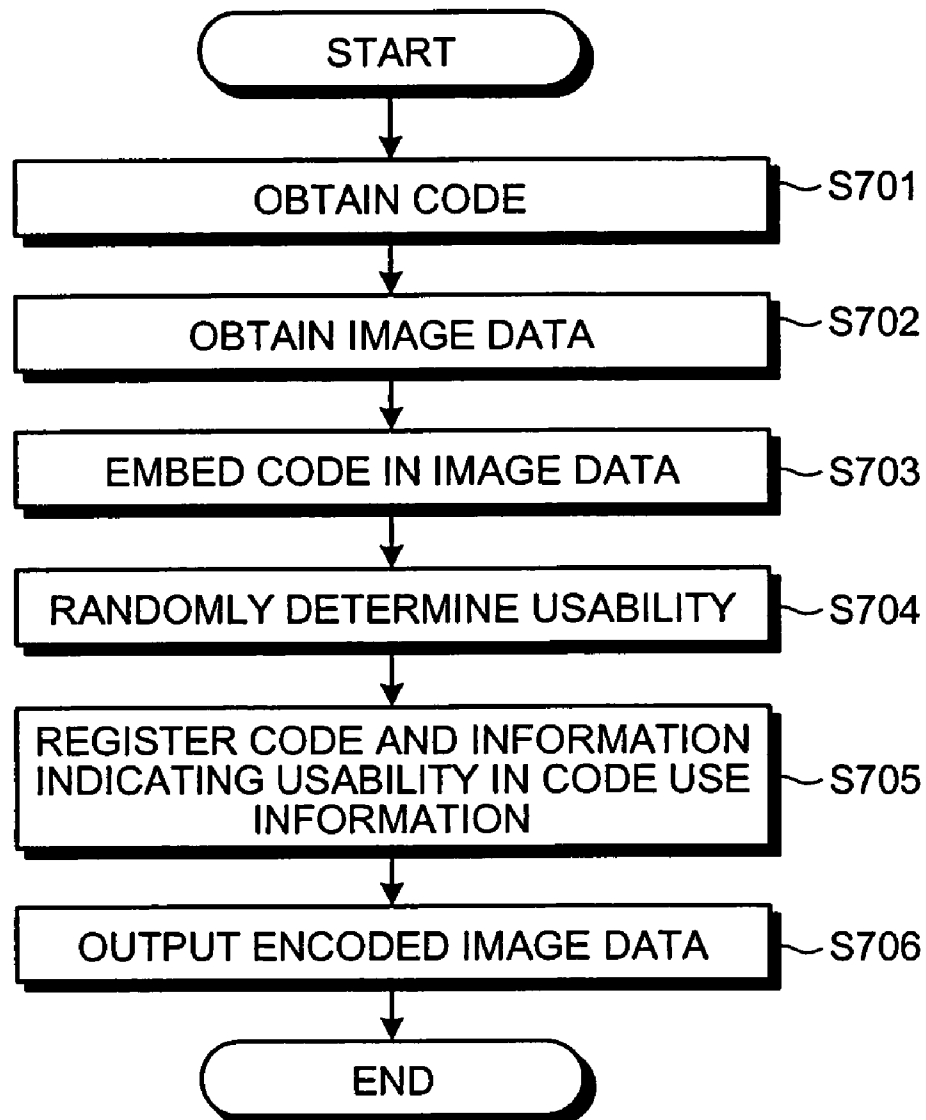 START
OBTAIN CODE
S701
OBTAIN IMAGE DATA
S702
EMBED CODE IN IMAGE DATA
S703
RANDOMLY DETERMINE USABILITY
S704
REGISTER CODE AND INFORMATION
INDICATING USABILITY IN CODE USE
INFORMATION
S705
OUTPUT ENCODED IMAGE DATA
S706
END